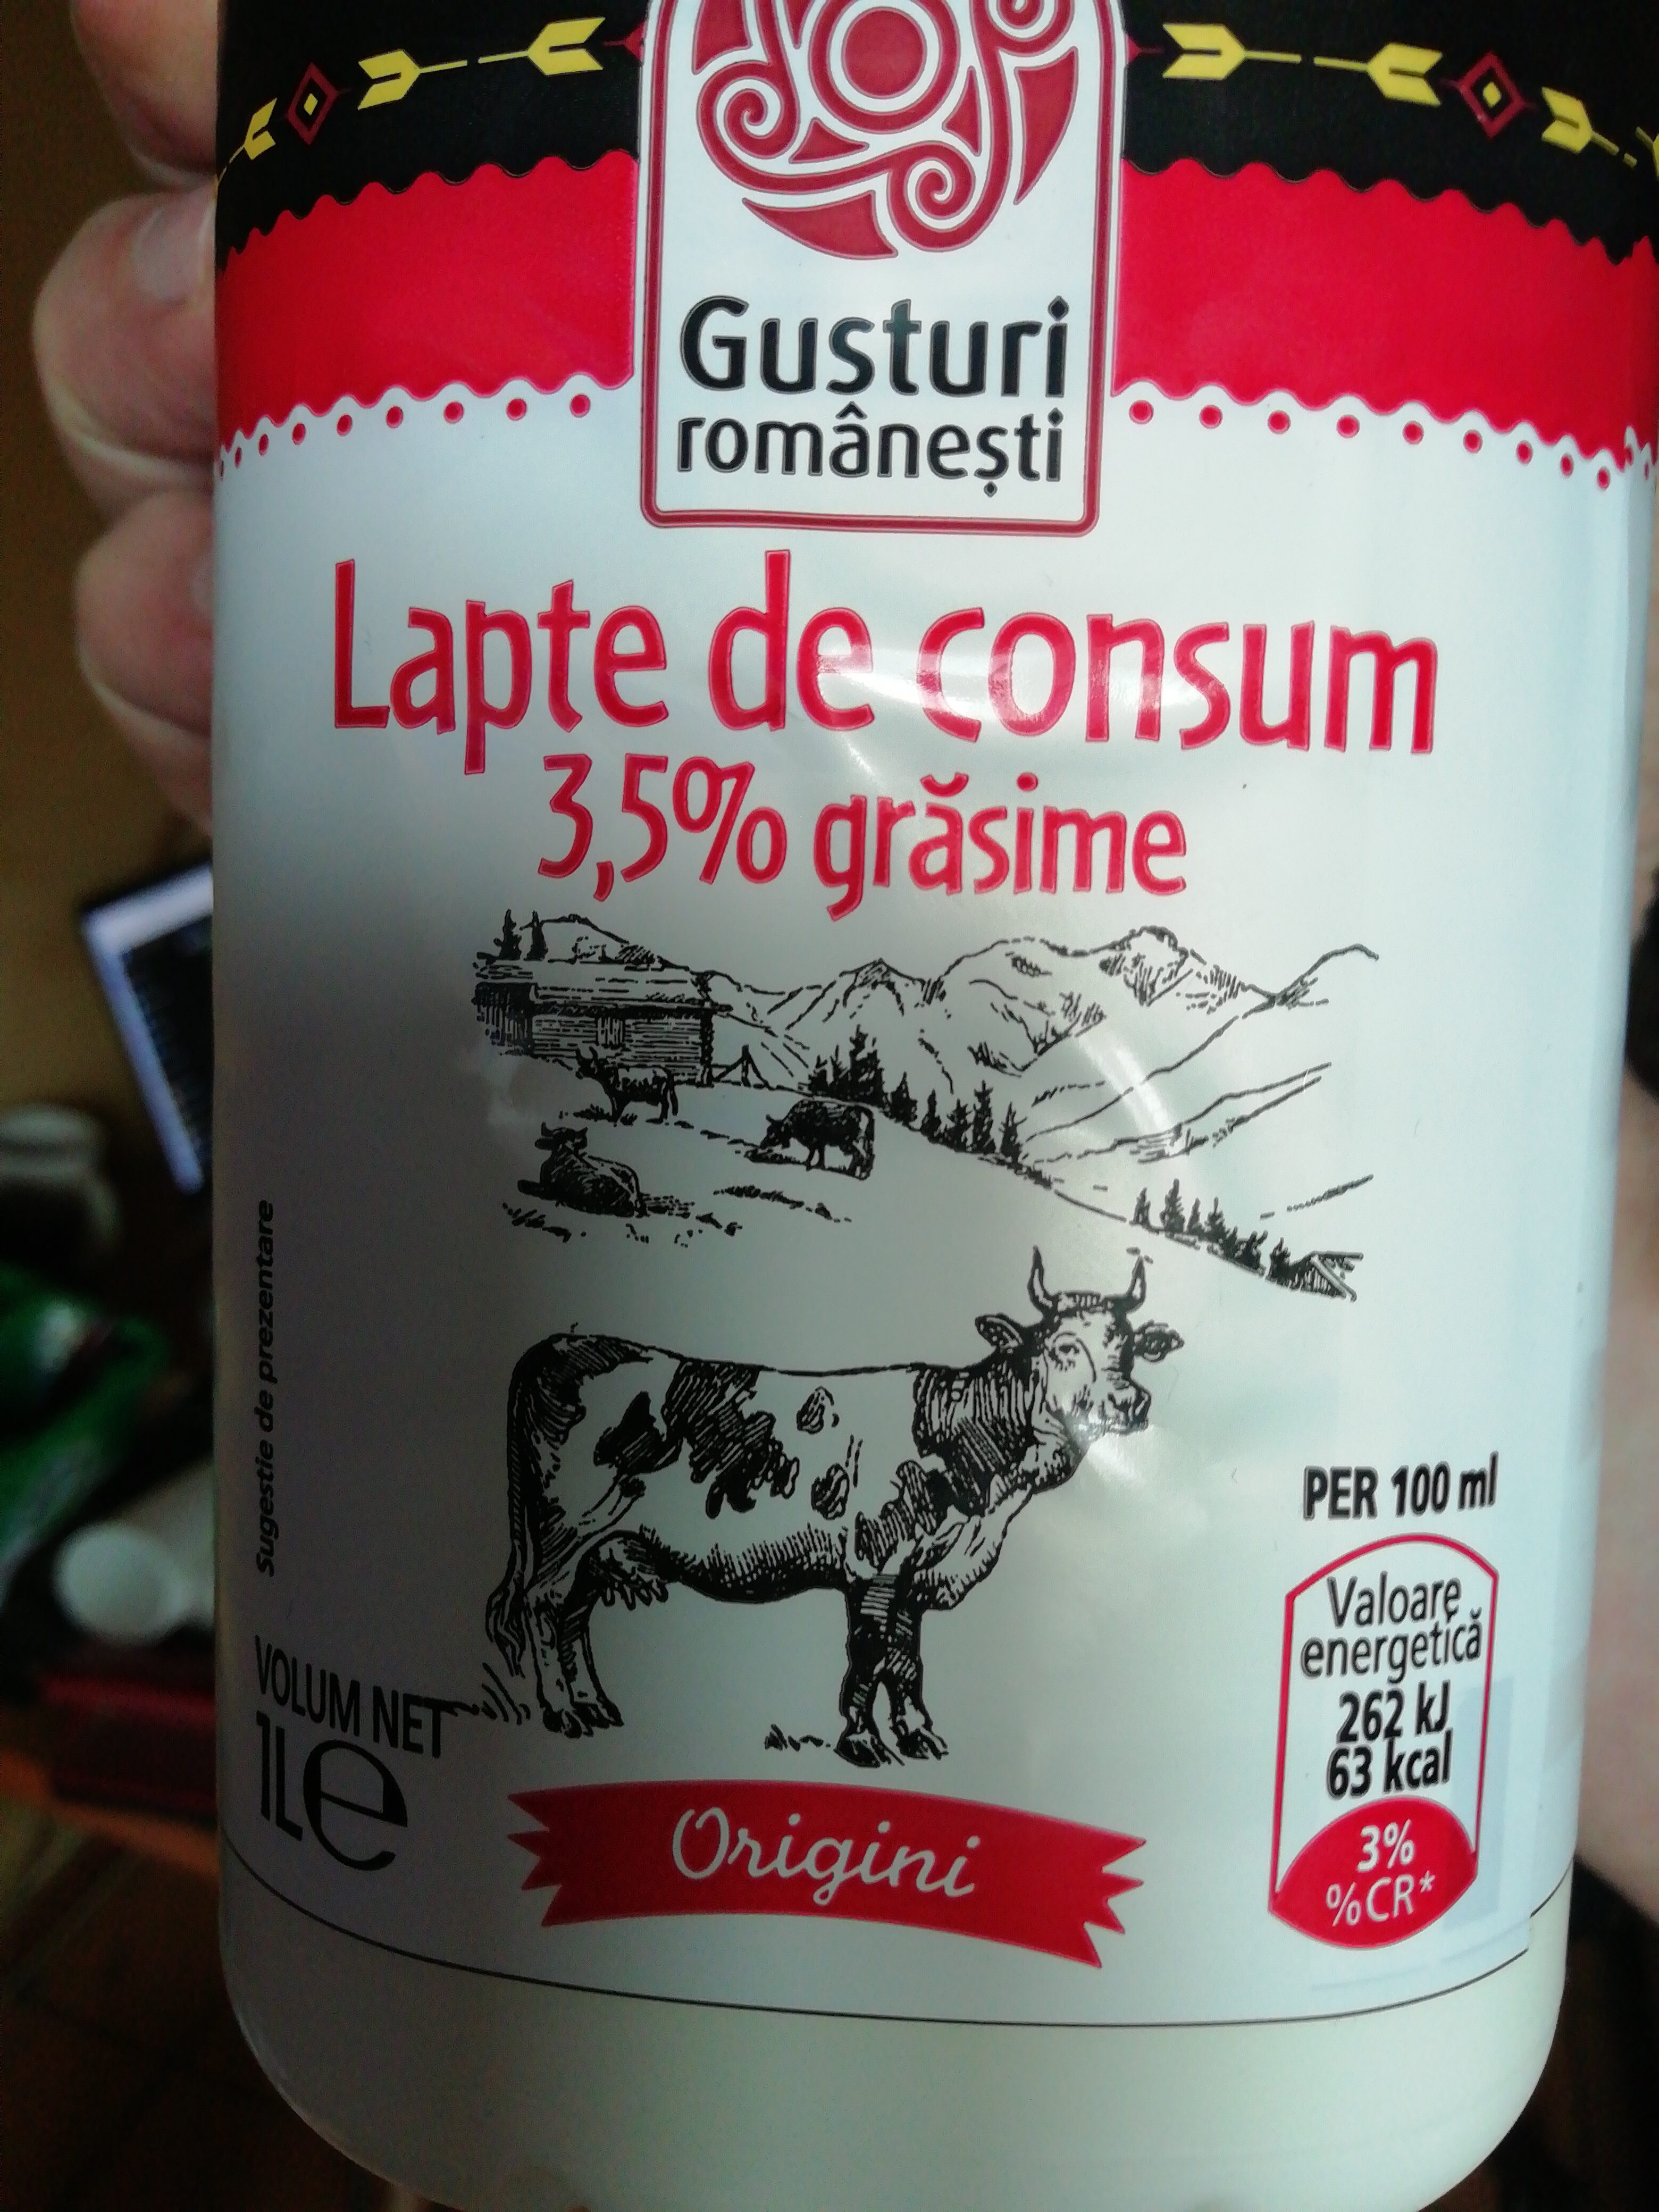 Gusturi
românești
Lapte de consum
3,5% grăsime
Sugestie de prezentare
PER 100 ml
Valoare
energetică
262 kJ
63 kcal
3%
%CR*
VOLUM NET
1L e
Origini